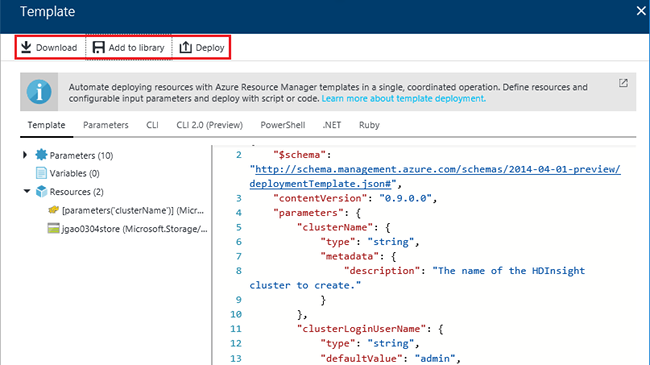 Template
Download Add to library Deploy
Automate deploying resources with Azure Resource Manager templates in a single, coordinated operation. Define resources and
configurable input parameters and deploy with script or code. Learn more about template deployment.
Template Parameters CLI CLI 2.0 (Preview) PowerShell .NET Ruby
Parameters (10)
Variables (0)
Resources (2)
[parameters('clusterName')] (Micr...
jgao0304store (Microsoft.Storage/...
2 "$schema":
"http://schema.management.azure.com/schemas/2014-04-01-preview/
deploymentTemplate.json#",
3 "contentVersion": "0.9.0.0",
4 "parameters": {
5 "clusterName": {
6 "type": "string",
7 "metadata": {
8 "description": "The name of the HDInsight
cluster to create."
9 }
10 },
11 "clusterLoginUserName": {
12 "type": "string",
13 "defaultValue": "admin",